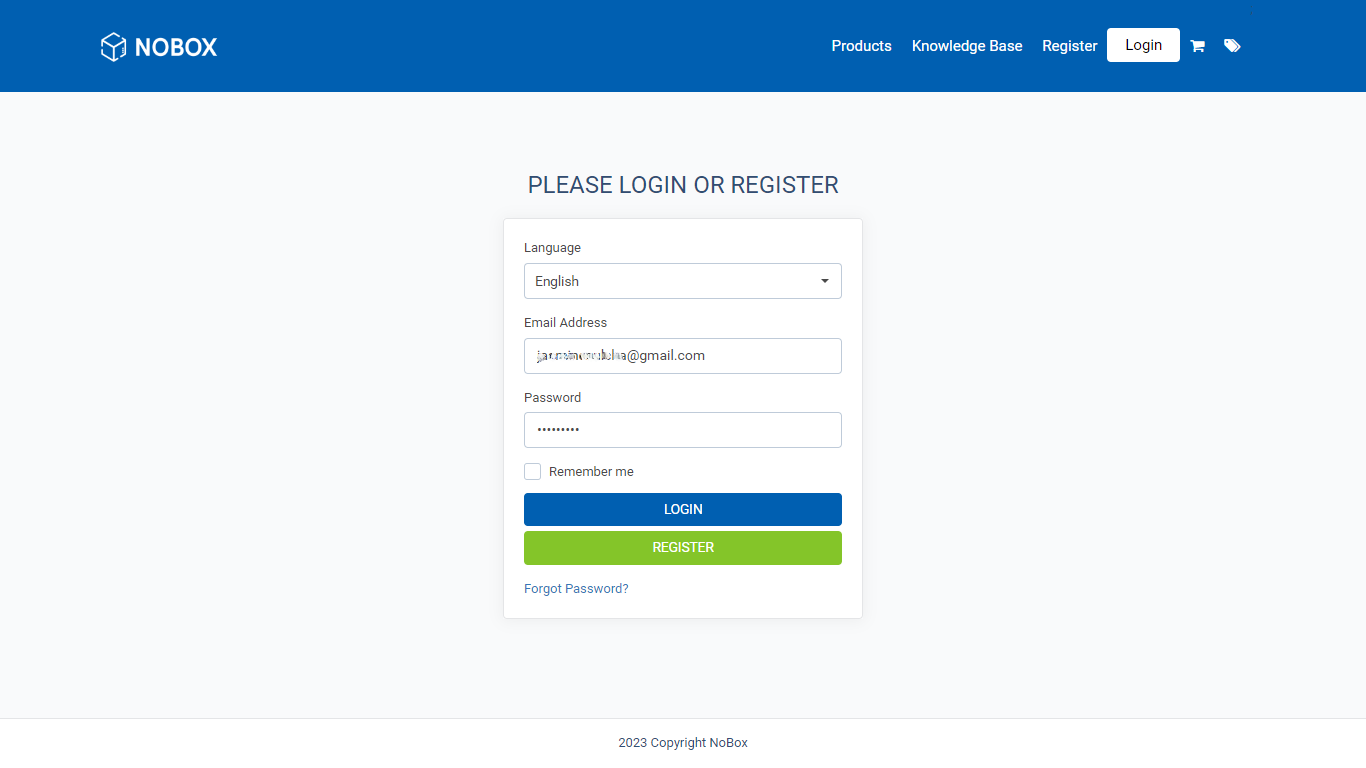 NOBOX
Products Knowledge Base Register Login
PLEASE LOGIN OR REGISTER
Language
English
Email Address
@gmail.com
Password
•••••••••
Remember me
LOGIN
REGISTER
Forgot Password?
2023 Copyright NoBox